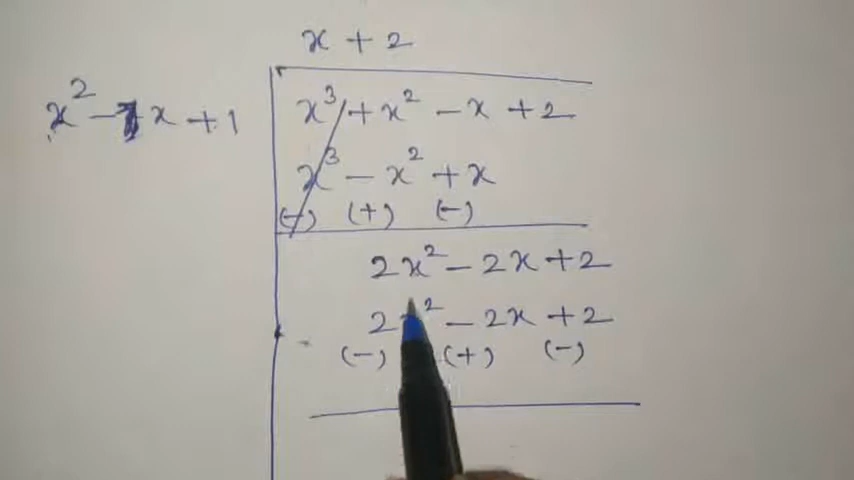 x + 2
x² - x + 1
x³ + x² - x + 2
x³ - x² + x
(-) (+) (-)
2x² - 2x + 2
2x² - 2x + 2
(-) (+) (-)